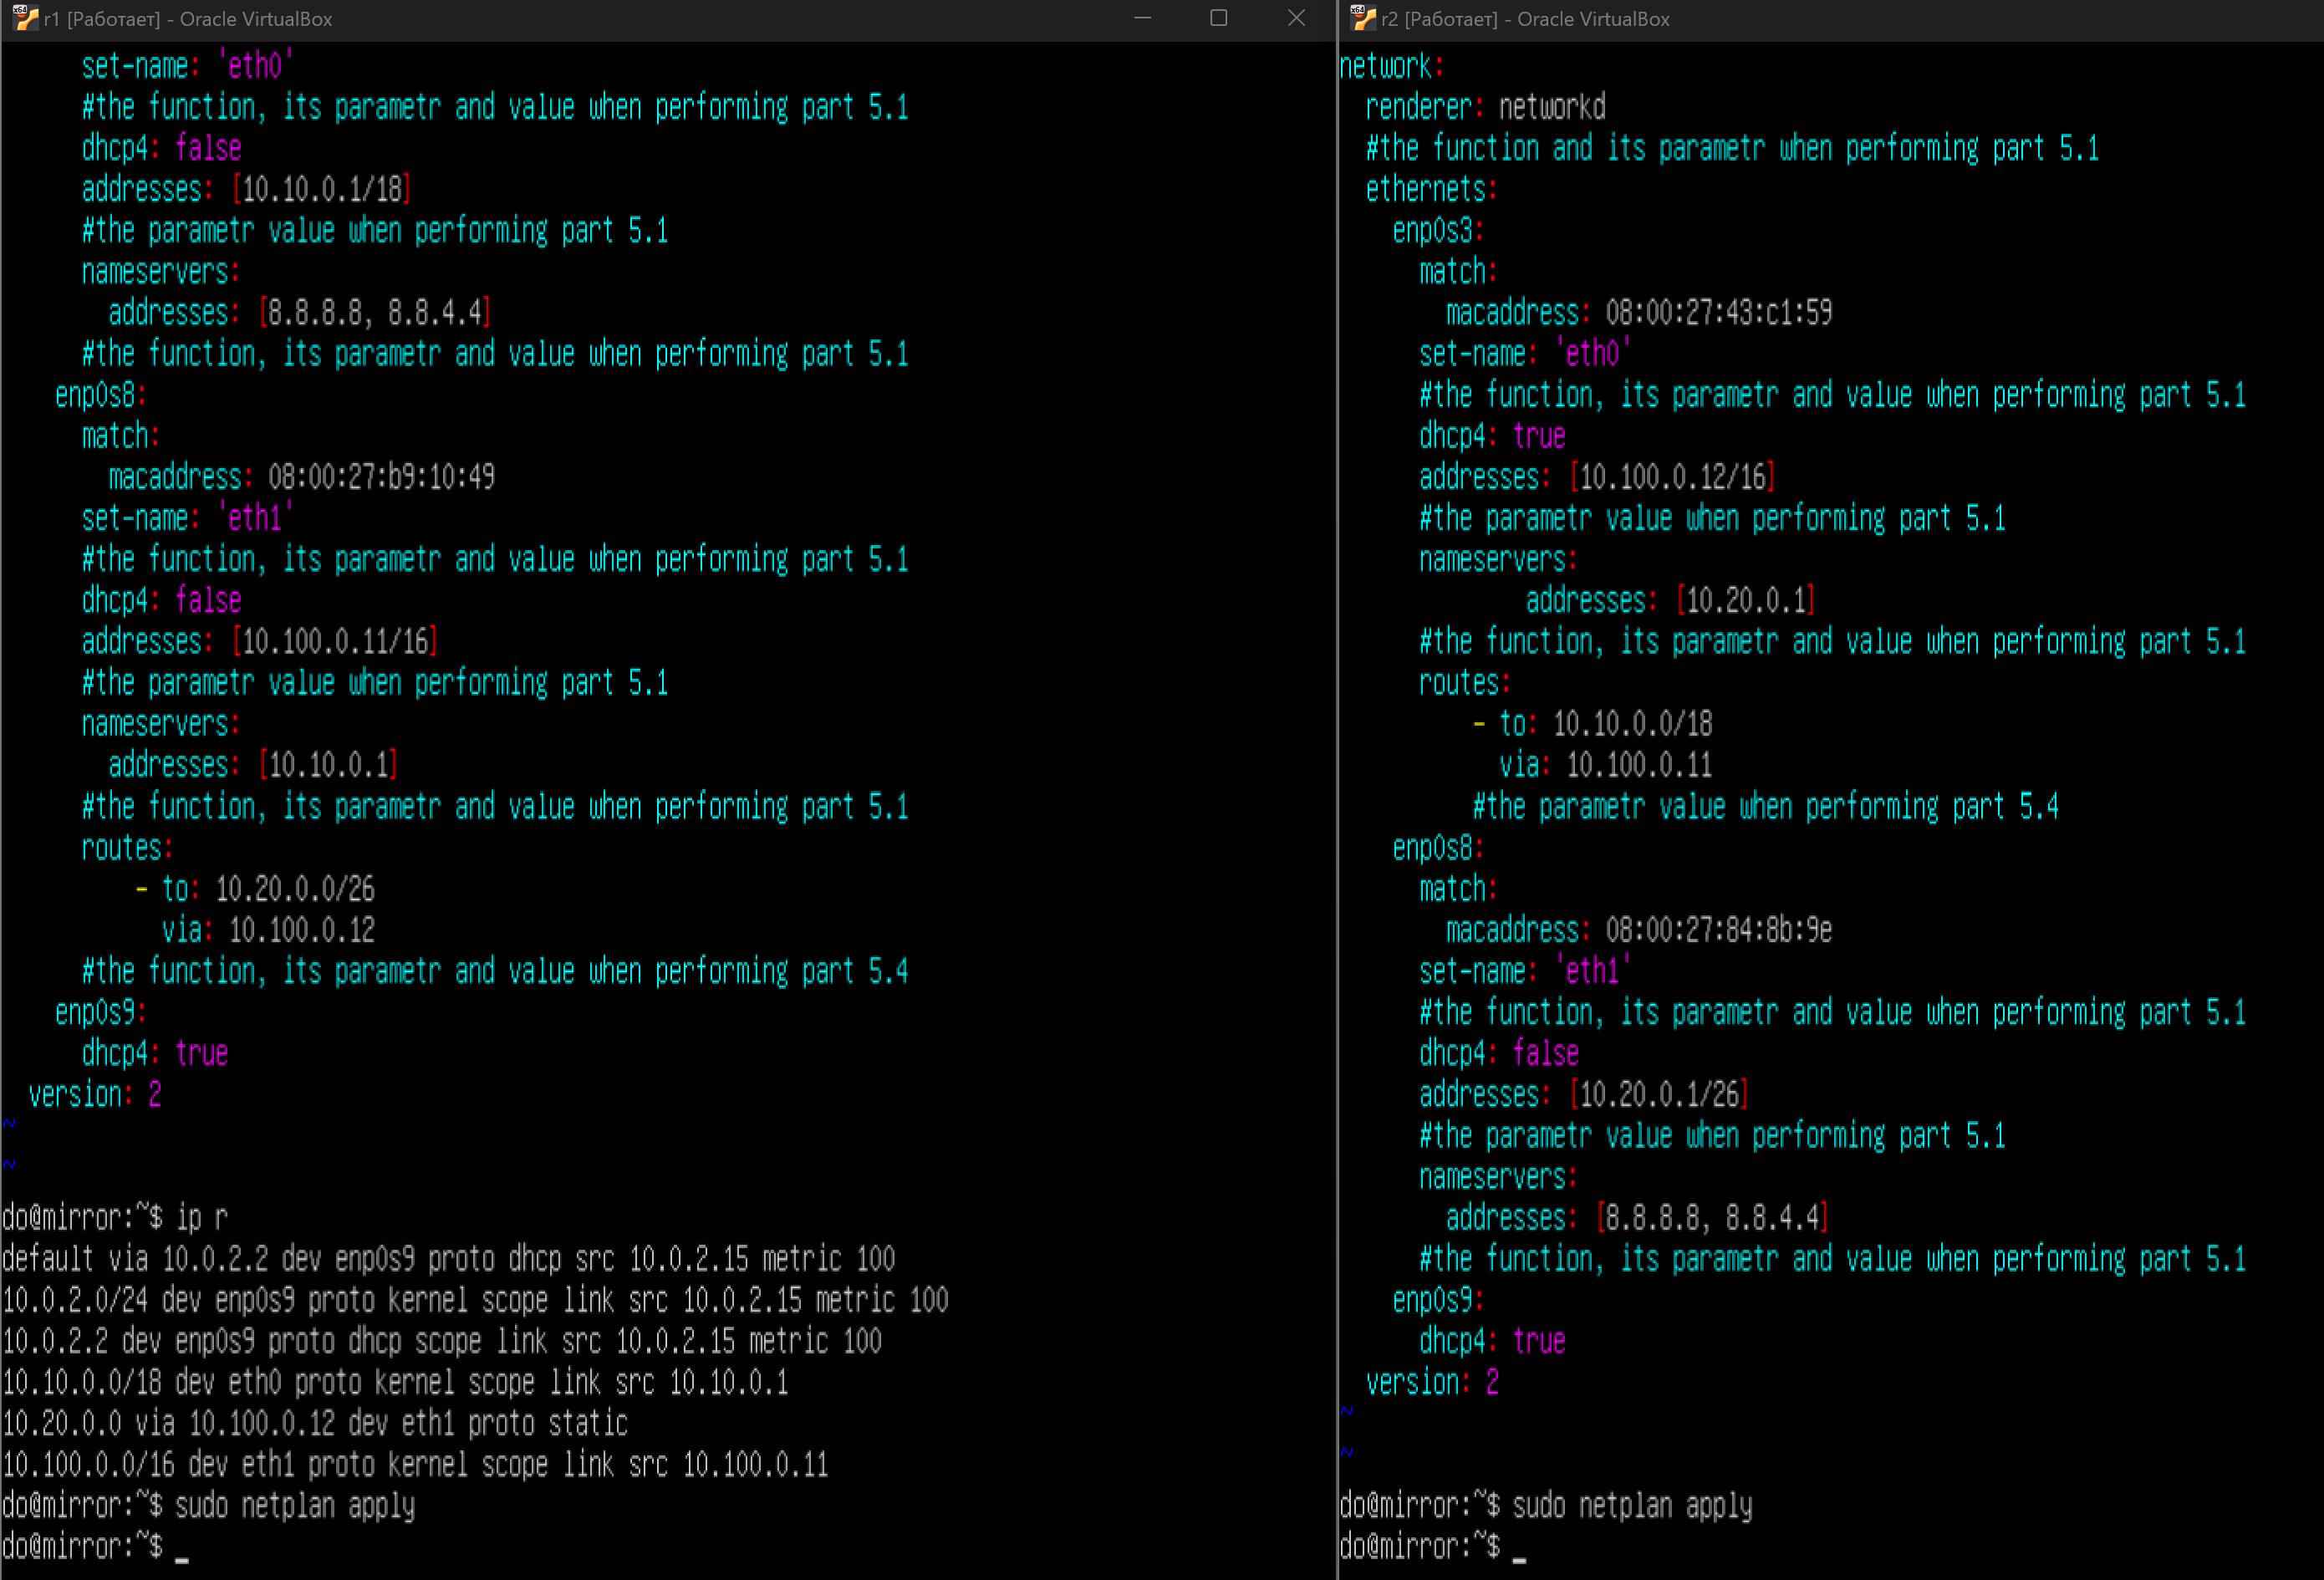 r1 [Работает] - Oracle VirtualBox
set-name: 'eth0'
#the function, its parametr and value when performing part 5.1
dhcp4: false
addresses: [10.10.0.1/18]
#the parametr value when performing part 5.1
nameservers:
addresses: [8.8.8.8, 8.8.4.4]
#the function, its parametr and value when performing part 5.1
enp0s8:
match:
macaddress: 08:00:27:b9:10:49
set-name: 'eth1'
#the function, its parametr and value when performing part 5.1
dhcp4: false
addresses: [10.100.0.11/16]
#the parametr value when performing part 5.1
nameservers:
addresses: [10.10.0.1]
#the function, its parametr and value when performing part 5.1
routes:
- to: 10.20.0.0/26
via: 10.100.0.12
#the function, its parametr and value when performing part 5.4
enp0s9:
dhcp4: true
version: 2
~
~
do@mirror:~$ ip r
default via 10.0.2.2 dev enp0s9 proto dhcp src 10.0.2.15 metric 100
10.0.2.0/24 dev enp0s9 proto kernel scope link src 10.0.2.15 metric 100
10.0.2.2 dev enp0s9 proto dhcp scope link src 10.0.2.15 metric 100
10.10.0.0/18 dev eth0 proto kernel scope link src 10.10.0.1
10.20.0.0 via 10.100.0.12 dev eth1 proto static
10.100.0.0/16 dev eth1 proto kernel scope link src 10.100.0.11
do@mirror:~$ sudo netplan apply
do@mirror:~$ _
r2 [Работает] - Oracle VirtualBox
network:
renderer: networkd
#the function and its parametr when performing part 5.1
ethernets:
enp0s3:
match:
macaddress: 08:00:27:43:c1:59
set-name: 'eth0'
#the function, its parametr and value when performing part 5.1
dhcp4: true
addresses: [10.100.0.12/16]
#the parametr value when performing part 5.1
nameservers:
addresses: [10.20.0.1]
#the function, its parametr and value when performing part 5.1
routes:
- to: 10.10.0.0/18
via: 10.100.0.11
#the parametr value when performing part 5.4
enp0s8:
match:
macaddress: 08:00:27:84:8b:9e
set-name: 'eth1'
#the function, its parametr and value when performing part 5.1
dhcp4: false
addresses: [10.20.0.1/26]
#the parametr value when performing part 5.1
nameservers:
addresses: [8.8.8.8, 8.8.4.4]
#the function, its parametr and value when performing part 5.1
enp0s9:
dhcp4: true
version: 2
~
~
do@mirror:~$ sudo netplan apply
do@mirror:~$ _